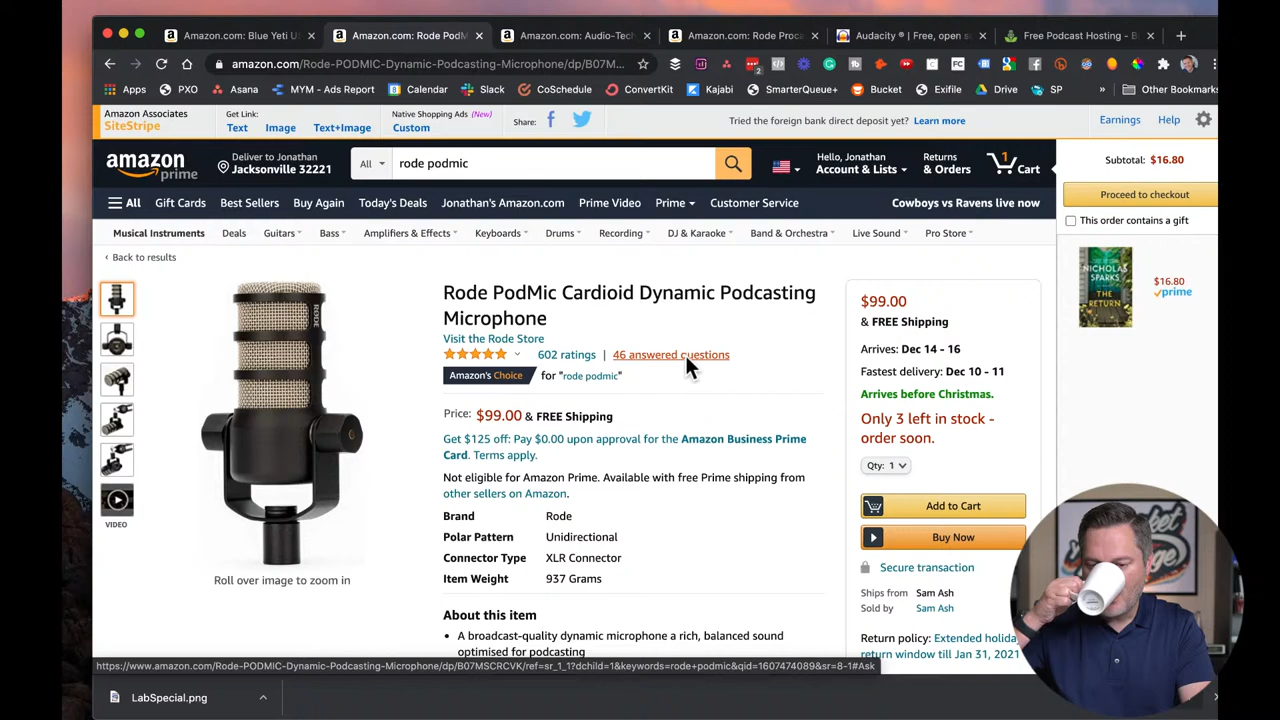 Amazon.com: Blue Yeti U
Amazon.com: Rode PodM
Amazon.com: Audio-Tech
Amazon.com: Rode Proca
Audacity ® | Free, open s
Free Podcast Hosting - B
amazon.com/Rode-PODMIC-Dynamic-Podcasting-Microphone/dp/B07M...
Apps
PXO
Asana
MYM - Ads Report
Calendar
Slack
CoSchedule
ConvertKit
Kajabi
SmarterQueue+
Bucket
Exifile
Drive
SP
»
Other Bookmarks
Amazon Associates
SiteStripe
Get Link:
Text
Image
Text+Image
Native Shopping Ads (New)
Custom
Share:
Tried the foreign bank direct deposit yet? Learn more
Earnings
Help
amazon
prime
Deliver to Jonathan
Jacksonville 32221
All
rode podmic
Hello, Jonathan
Account & Lists
Returns
& Orders
1
Cart
All
Gift Cards
Best Sellers
Buy Again
Today's Deals
Jonathan's Amazon.com
Prime Video
Prime
Customer Service
Cowboys vs Ravens live now
Musical Instruments
Deals
Guitars
Bass
Amplifiers & Effects
Keyboards
Drums
Recording
DJ & Karaoke
Band & Orchestra
Live Sound
Pro Store
Subtotal: $16.80
Proceed to checkout
This order contains a gift
NICHOLAS
SPARKS
THE
RETURN
$16.80
prime
‹ Back to results
RODE
VIDEO
Roll over image to zoom in
Rode PodMic Cardioid Dynamic Podcasting
Microphone
Visit the Rode Store
602 ratings | 46 answered questions
Amazon's Choice for "rode podmic"
Price: $99.00 & FREE Shipping
Get $125 off: Pay $0.00 upon approval for the Amazon Business Prime
Card. Terms apply.
Not eligible for Amazon Prime. Available with free Prime shipping from
other sellers on Amazon.
Brand Rode
Polar Pattern Unidirectional
Connector Type XLR Connector
Item Weight 937 Grams
About this item
• A broadcast-quality dynamic microphone a rich, balanced sound
optimised for podcasting
$99.00
& FREE Shipping
Arrives: Dec 14 - 16
Fastest delivery: Dec 10 - 11
Arrives before Christmas.
Only 3 left in stock -
order soon.
Qty: 1
Add to Cart
Buy Now
Secure transaction
Ships from Sam Ash
Sold by Sam Ash
Return policy: Extended holida
return window till Jan 31, 2021
https://www.amazon.com/Rode-PODMIC-Dynamic-Podcasting-Microphone/dp/B07MSCRCVK/ref=sr_1_1?dchild=1&keywords=rode+podmic&qid=1607474089&sr=8-1#Ask
LabSpecial.png